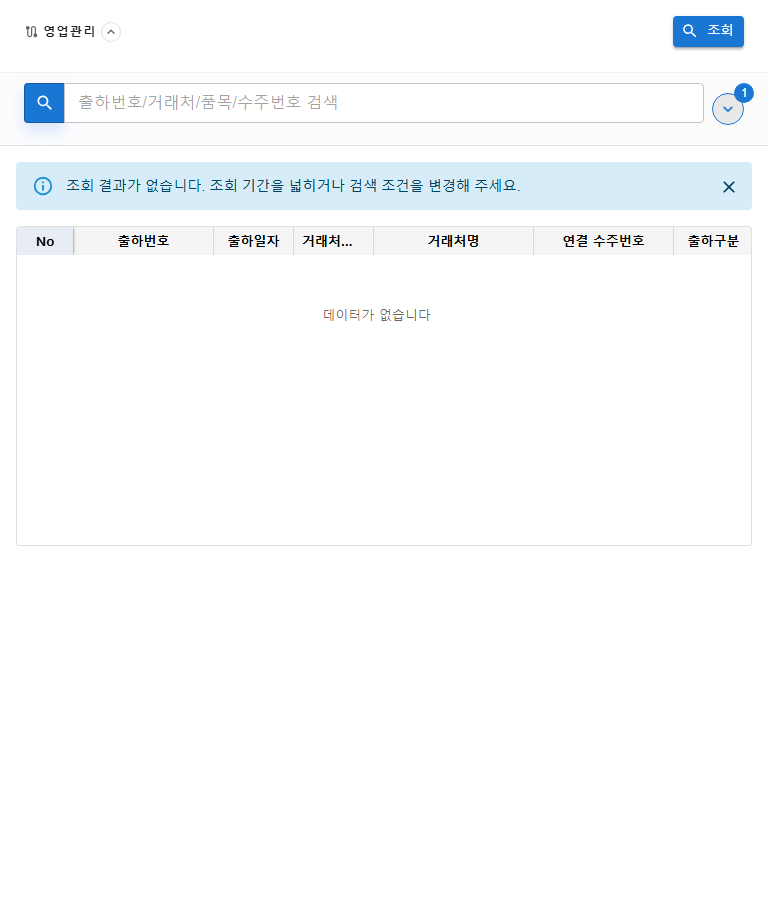 영업관리
조회
출하번호/거래처/품목/수주번호 검색
1
조회 결과가 없습니다. 조회 기간을 넓히거나 검색 조건을 변경해 주세요.
No 출하번호 출하일자 거래처... 거래처명 연결 수주번호 출하구분
데이터가 없습니다